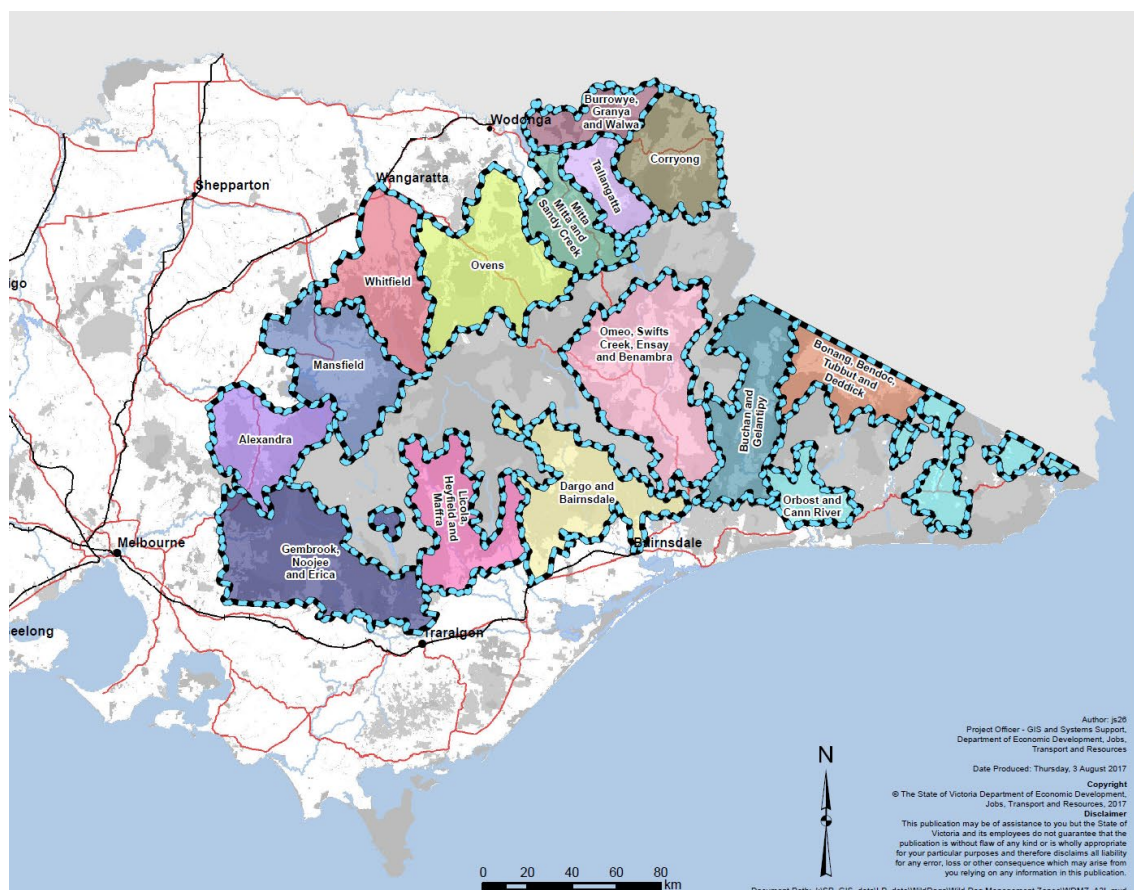 Burrowye,
Granya
and Walwa
Wodonga
Corryong
Tallangatta
Shepparton
Wangaratta
Mitta
Mitta and
Sandy Creek
Ovens
Whitfield
igo
Omeo, Swifts
Creek, Ensay
and Benambra
Bonang, Bendoc,
Tubbut and
Deddick
Mansfield
Buchan and
Gelantipy
Alexandra
Licola,
Heyfield and
Maffra
Dargo and
Bairnsdale
Orbost and
Cann River
Melbourne
Gembrook,
Noojee
and Erica
Bairnsdale
eelong
Traralgon
N
Author: js26
Project Officer - GIS and Systems Support,
Department of Economic Development, Jobs,
Transport and Resources
Date Produced: Thursday, 3 August 2017
Copyright
© The State of Victoria Department of Economic Development,
Jobs, Transport and Resources, 2017
Disclaimer
This publication may be of assistance to you but the State of
Victoria and its employees do not guarantee that the
publication is without flaw of any kind or is wholly appropriate
for your particular purposes and therefore disclaims all liability
for any error, loss or other consequence which may arise from
you relying on any information in this publication.
0 20 40 60 80
km